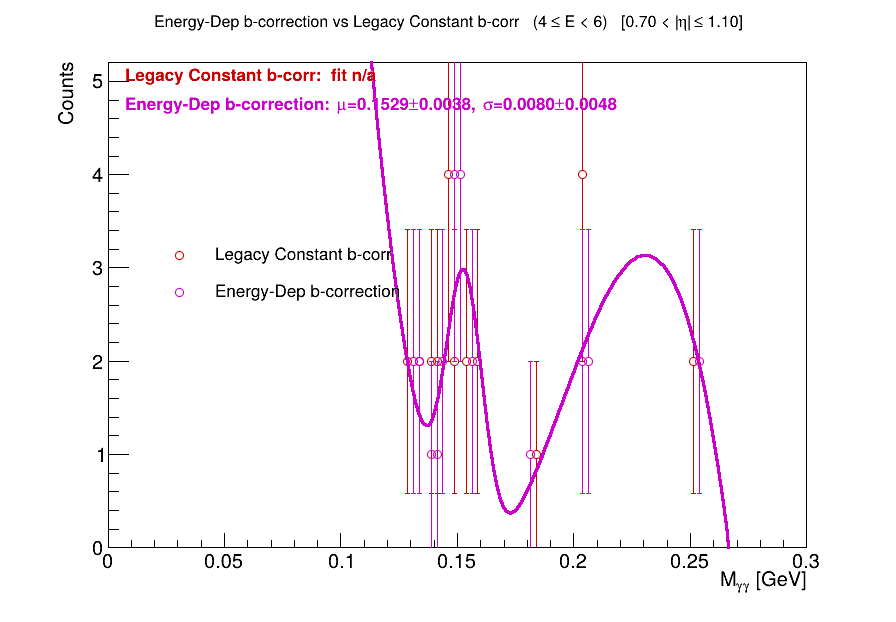 Energy-Dep b-correction vs Legacy Constant b-corr (4 ≤ E < 6) [0.70 < |η| ≤ 1.10]
Counts
Legacy Constant b-corr: fit n/a
Energy-Dep b-correction: μ=0.1529±0.0038, σ=0.0080±0.0048
Legacy Constant b-corr
Energy-Dep b-correction
5
4
3
2
1
0
0 0.05 0.1 0.15 0.2 0.25 0.3
Mγγ [GeV]